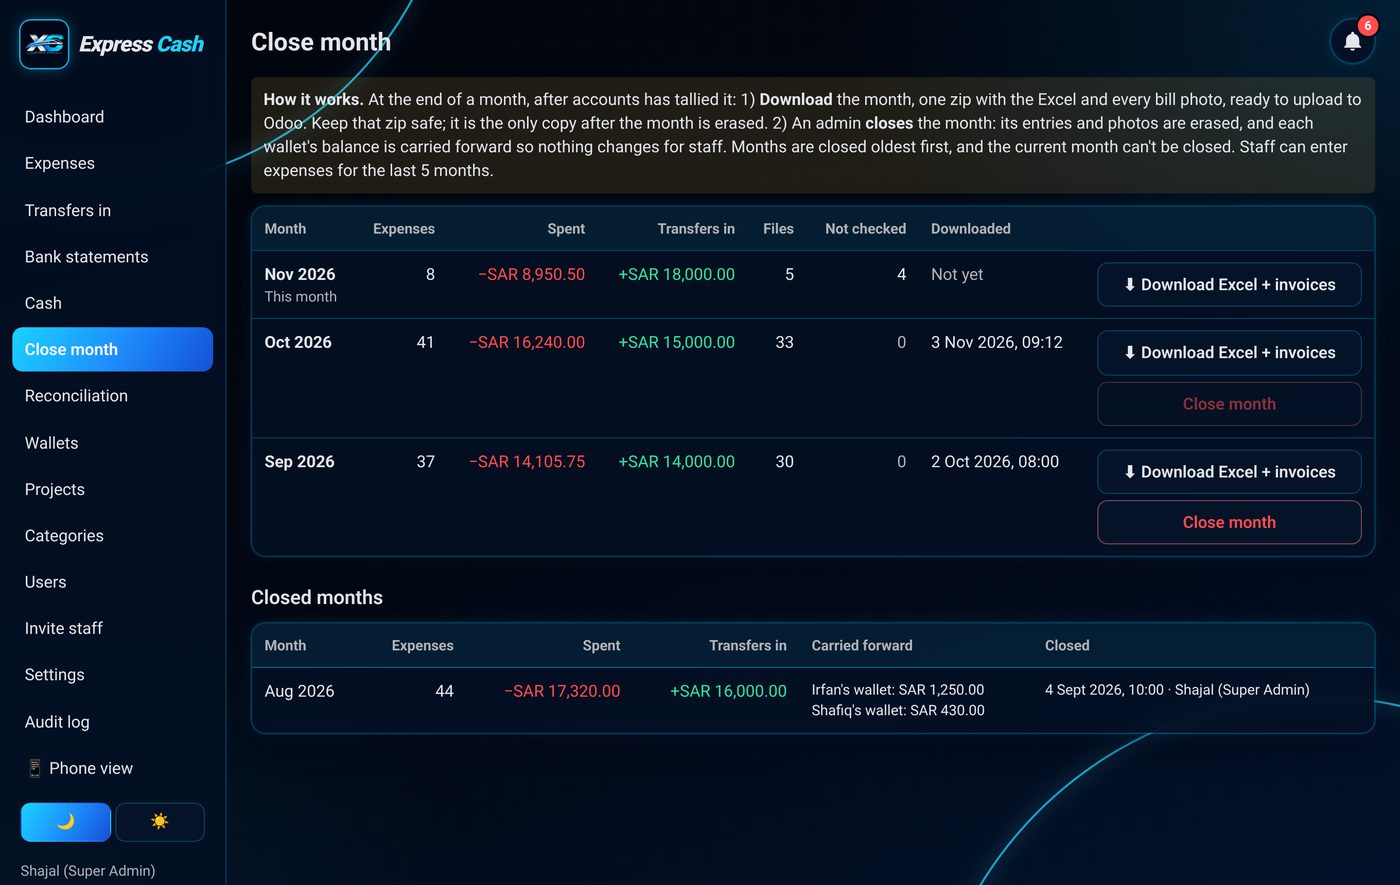 Express Cash
Dashboard
Expenses
Transfers in
Bank statements
Cash
Close month
Reconciliation
Wallets
Projects
Categories
Users
Invite staff
Settings
Audit log
📱 Phone view
🌙 ☀️
Shajal (Super Admin)
Close month
6
How it works. At the end of a month, after accounts has tallied it: 1) Download the month, one zip with the Excel and every bill photo, ready to upload to
Odoo. Keep that zip safe; it is the only copy after the month is erased. 2) An admin closes the month: its entries and photos are erased, and each
wallet's balance is carried forward so nothing changes for staff. Months are closed oldest first, and the current month can't be closed. Staff can enter
expenses for the last 5 months.
Month Expenses Spent Transfers in Files Not checked Downloaded
Nov 2026 8 −SAR 8,950.50 +SAR 18,000.00 5 4 Not yet ⬇ Download Excel + invoices
This month
Oct 2026 41 −SAR 16,240.00 +SAR 15,000.00 33 0 3 Nov 2026, 09:12 ⬇ Download Excel + invoices
Close month
Sep 2026 37 −SAR 14,105.75 +SAR 14,000.00 30 0 2 Oct 2026, 08:00 ⬇ Download Excel + invoices
Close month
Closed months
Month Expenses Spent Transfers in Carried forward Closed
Aug 2026 44 −SAR 17,320.00 +SAR 16,000.00 Irfan's wallet: SAR 1,250.00 4 Sept 2026, 10:00 · Shajal (Super Admin)
Shafiq's wallet: SAR 430.00